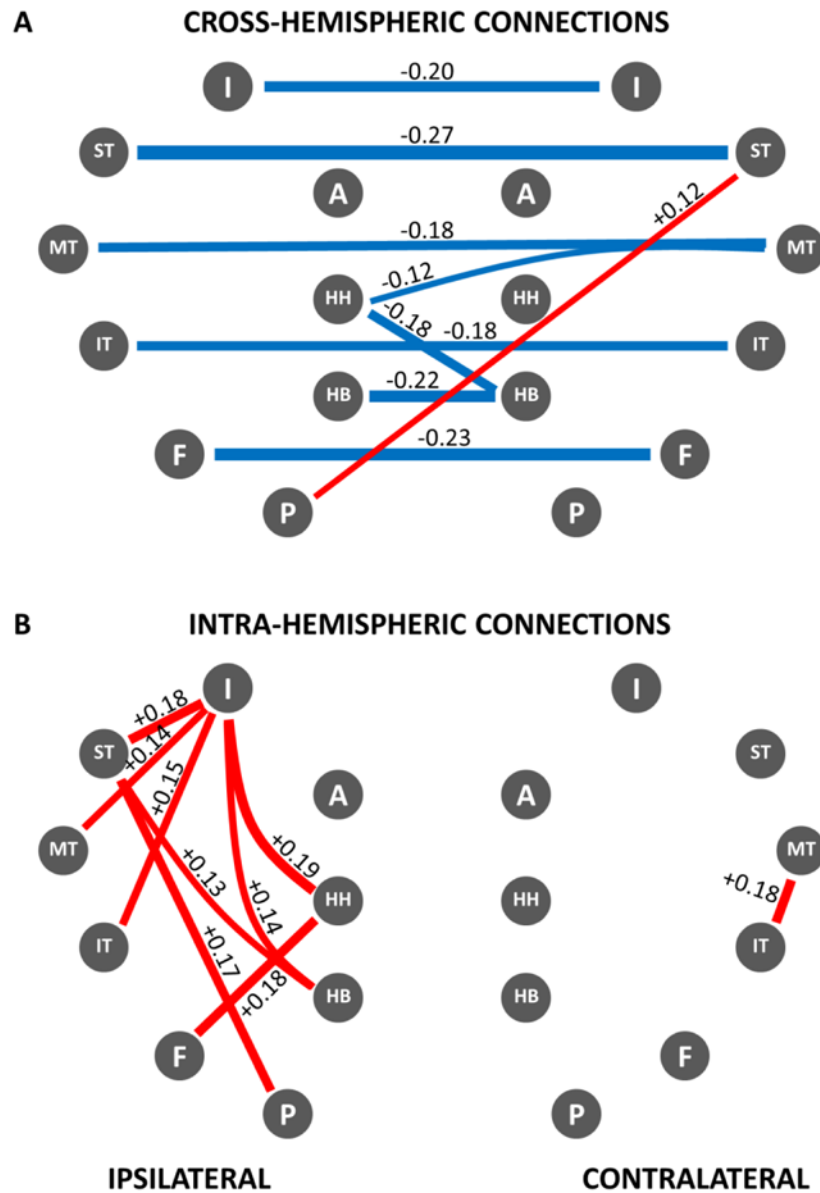 A CROSS-HEMISPHERIC CONNECTIONS
I -0.20 I
ST -0.27 ST
A A +0.12
MT -0.18 MT
HH -0.12 HH
-0.18
IT -0.18 IT
HB -0.22 HB
F -0.23 F
P P
B INTRA-HEMISPHERIC CONNECTIONS
I I
+0.18
ST +0.14 ST
+0.15
A A
MT +0.13 +0.19 MT
HH HH +0.18
+0.14
IT +0.17 IT
+0.18 HB HB
F F
P P
IPSILATERAL CONTRALATERAL